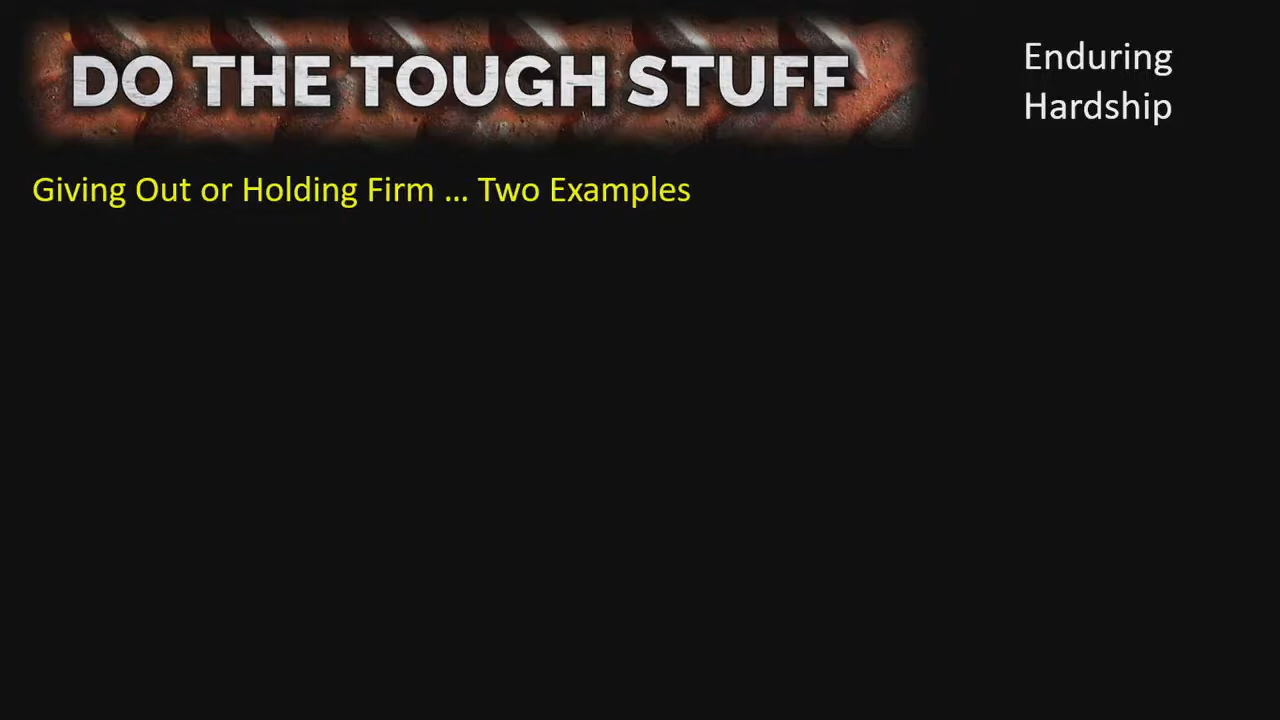 DO THE TOUGH STUFF
Enduring
Hardship
Giving Out or Holding Firm ... Two Examples